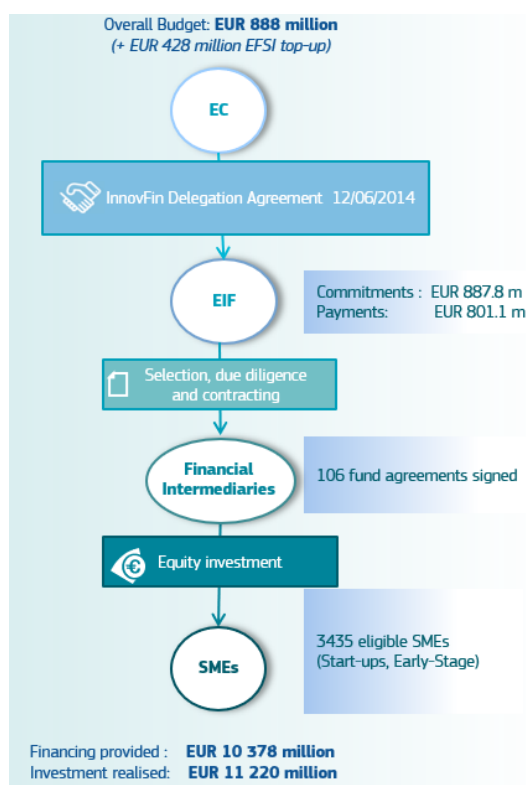 Overall Budget: EUR 888 million
(+ EUR 428 million EFSI top-up)
EC
InnovFin Delegation Agreement 12/06/2014
EIF
Commitments : EUR 887.8 m
Payments: EUR 801.1 m
Selection, due diligence
and contracting
Financial
Intermediaries
106 fund agreements signed
Equity investment
3435 eligible SMEs
(Start-ups, Early-Stage)
SMEs
Financing provided : EUR 10 378 million
Investment realised: EUR 11 220 million